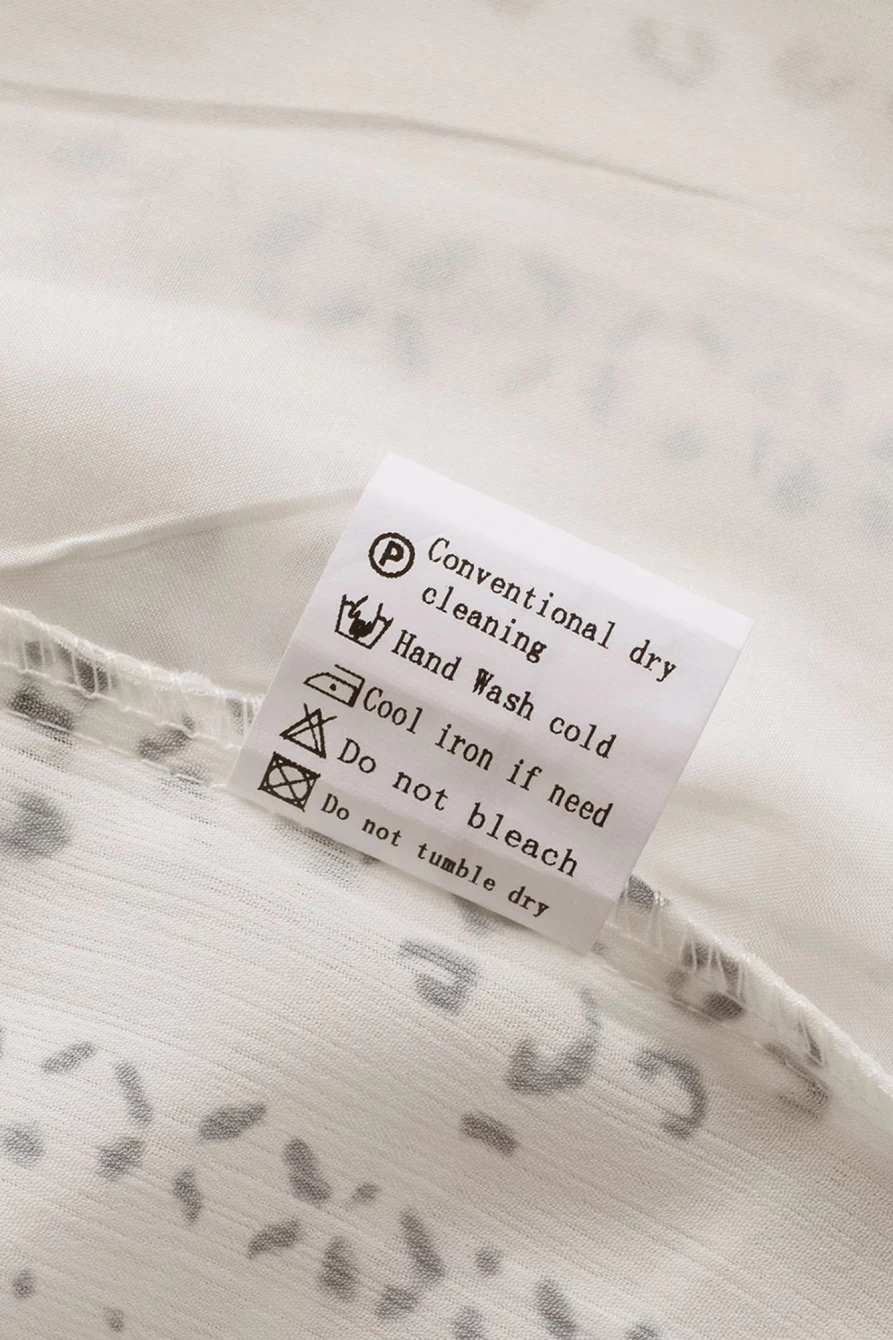 P Conventional dry
cleaning
Hand Wash cold
Cool iron if need
Do not bleach
Do not tumble dry